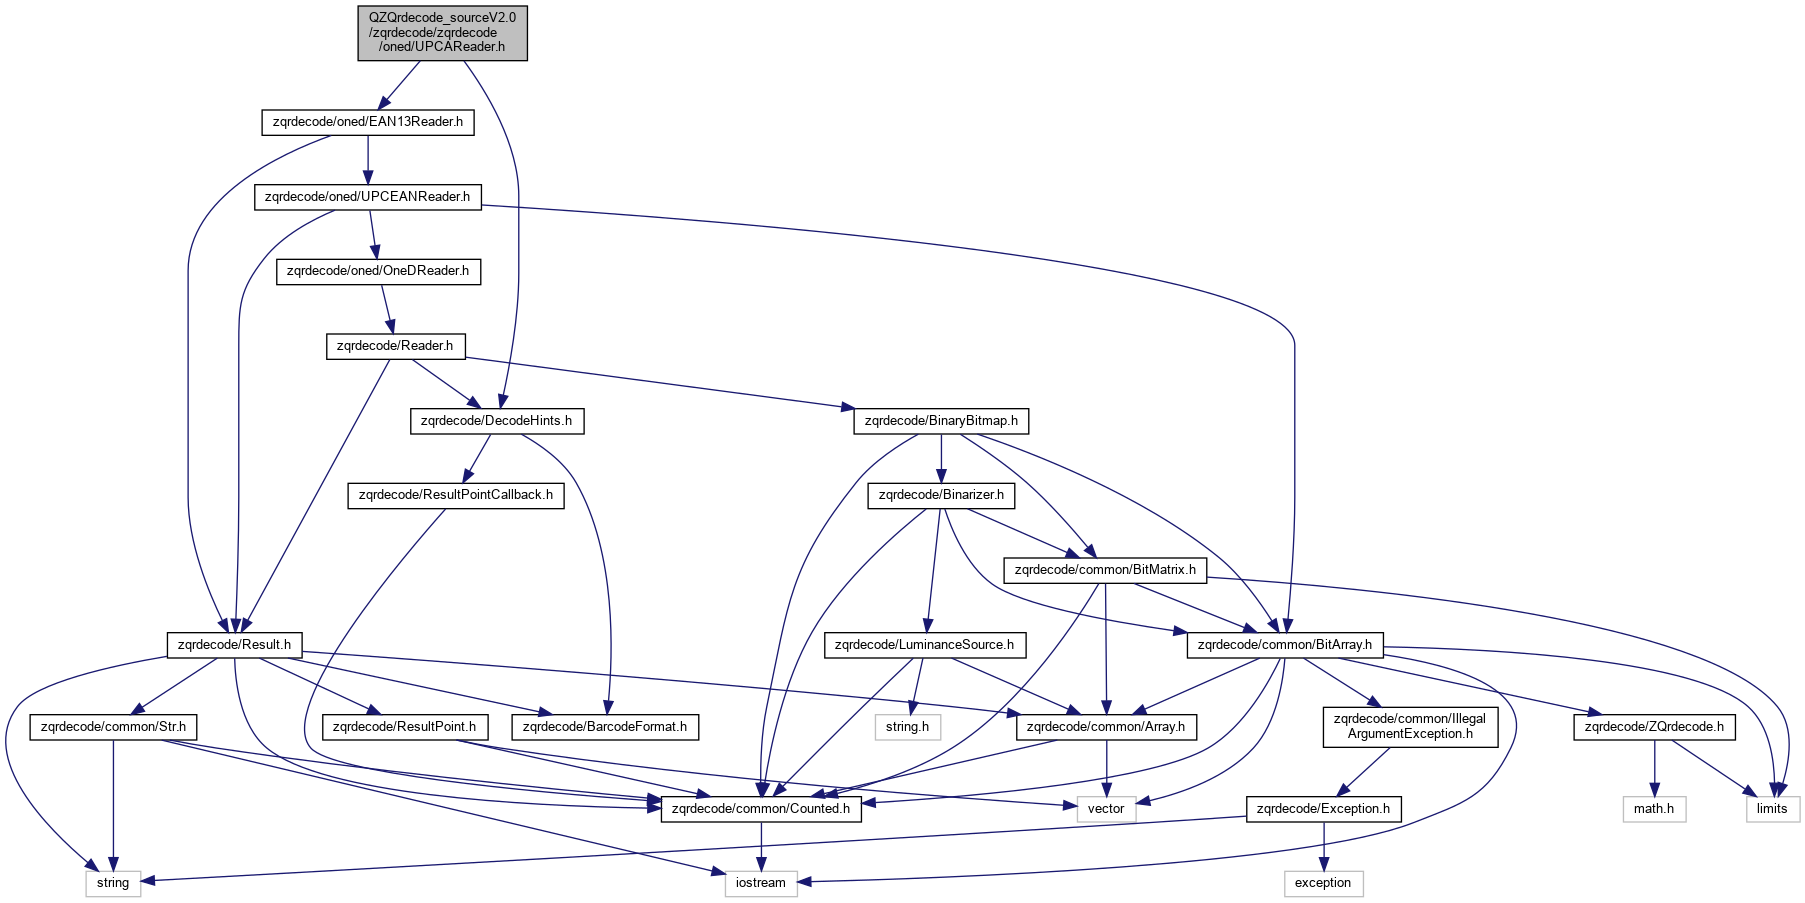 QZQrdecode_sourceV2.0
/zqrdecode/zqrdecode
/oned/UPCAReader.h
zqrdecode/oned/EAN13Reader.h
zqrdecode/oned/UPCEANReader.h
zqrdecode/oned/OneDReader.h
zqrdecode/Reader.h
zqrdecode/DecodeHints.h
zqrdecode/BinaryBitmap.h
zqrdecode/ResultPointCallback.h
zqrdecode/Binarizer.h
zqrdecode/common/BitMatrix.h
zqrdecode/Result.h
zqrdecode/LuminanceSource.h
zqrdecode/common/BitArray.h
zqrdecode/common/Str.h
zqrdecode/ResultPoint.h
zqrdecode/BarcodeFormat.h
string.h
zqrdecode/common/Array.h
zqrdecode/common/Illegal
ArgumentException.h
zqrdecode/ZQrdecode.h
zqrdecode/common/Counted.h
vector
zqrdecode/Exception.h
math.h
limits
string
iostream
exception